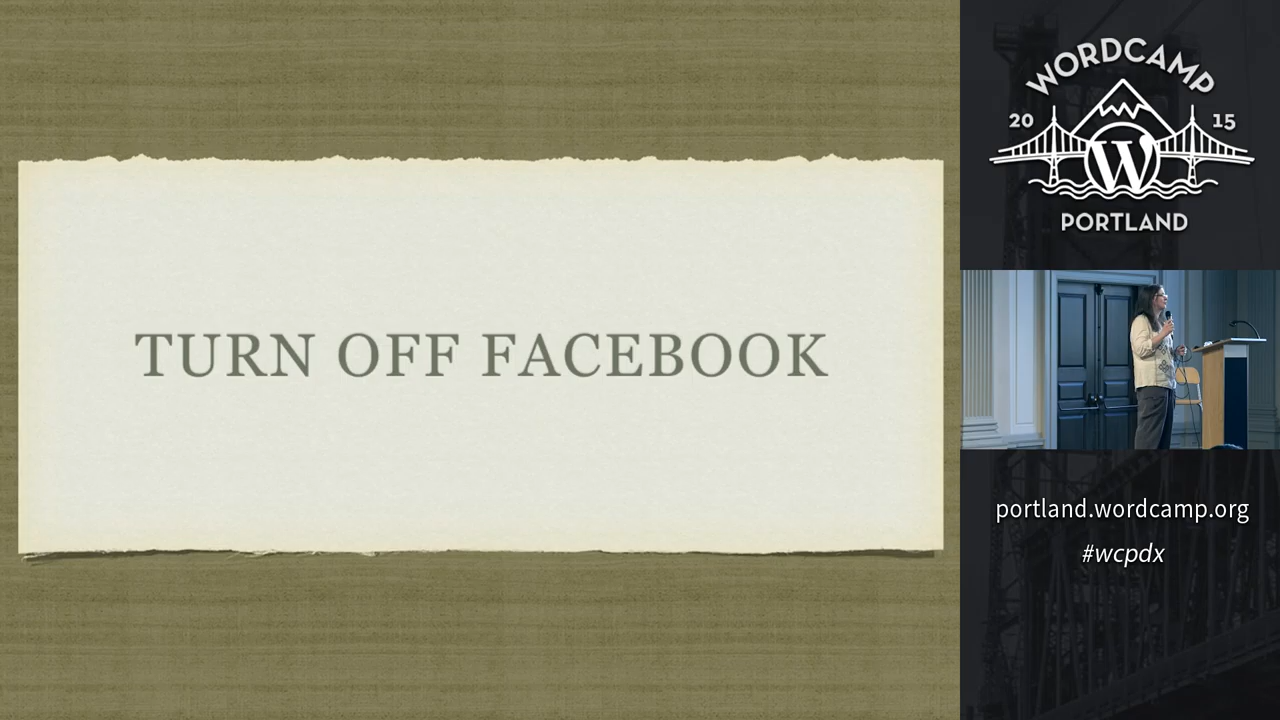 TURN OFF FACEBOOK
WORDCAMP
20 15
W
PORTLAND
portland.wordcamp.org
#wcpdx